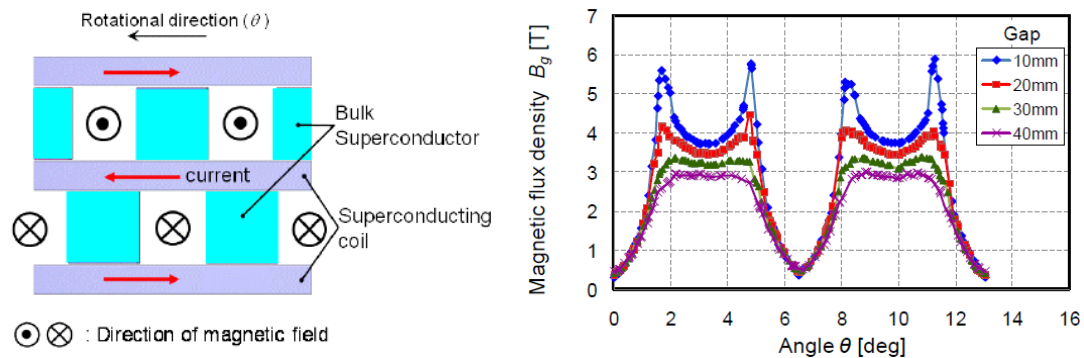 Rotational direction (θ)
Bulk
Superconductor
current
Superconducting
coil
: Direction of magnetic field
Magnetic flux density Bg [T]
7
6
5
4
3
2
1
0
0 2 4 6 8 10 12 14 16
Angle θ [deg]
Gap
10mm
20mm
30mm
40mm